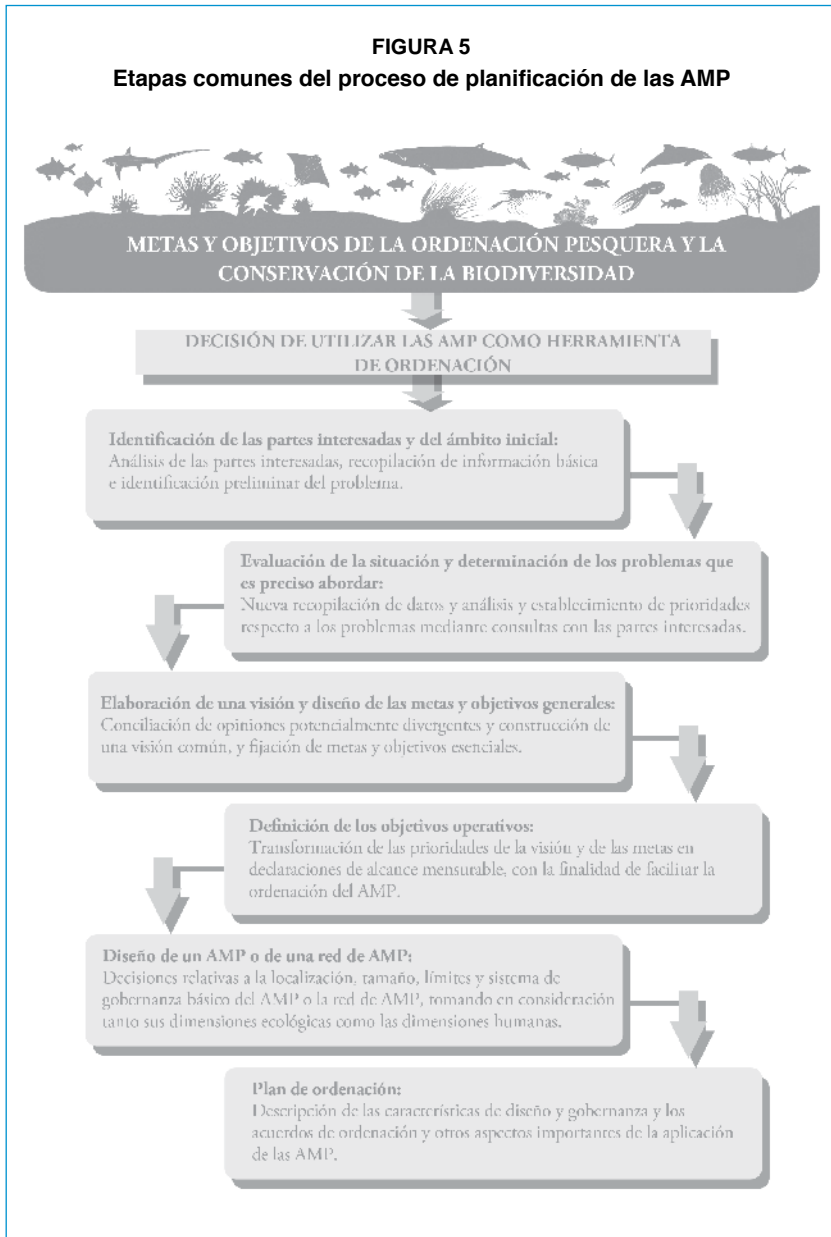 FIGURA 5
Etapas comunes del proceso de planificación de las AMP
METAS Y OBJETIVOS DE LA ORDENACIÓN PESQUERA Y LA
CONSERVACIÓN DE LA BIODIVERSIDAD
DECISIÓN DE UTILIZAR LAS AMP COMO HERRAMIENTA
DE ORDENACIÓN
Identificación de las partes interesadas y del ámbito inicial:
Análisis de las partes interesadas, recopilación de información básica
e identificación preliminar del problema.
Evaluación de la situación y determinación de los problemas que
es preciso abordar:
Nueva recopilación de datos y análisis y establecimiento de prioridades
respecto a los problemas mediante consultas con las partes interesadas.
Elaboración de una visión y diseño de las metas y objetivos generales:
Conciliación de opiniones potencialmente divergentes y construcción de
una visión común, y fijación de metas y objetivos esenciales.
Definición de los objetivos operativos:
Transformación de las prioridades de la visión y de las metas en
declaraciones de alcance mensurable, con la finalidad de facilitar la
ordenación del AMP.
Diseño de un AMP o de una red de AMP:
Decisiones relativas a la localización, tamaño, límites y sistema de
gobernanza básico del AMP o la red de AMP, tomando en consideración
tanto sus dimensiones ecológicas como las dimensiones humanas.
Plan de ordenación:
Descripción de las características de diseño y gobernanza y los
acuerdos de ordenación y otros aspectos importantes de la aplicación
de las AMP.